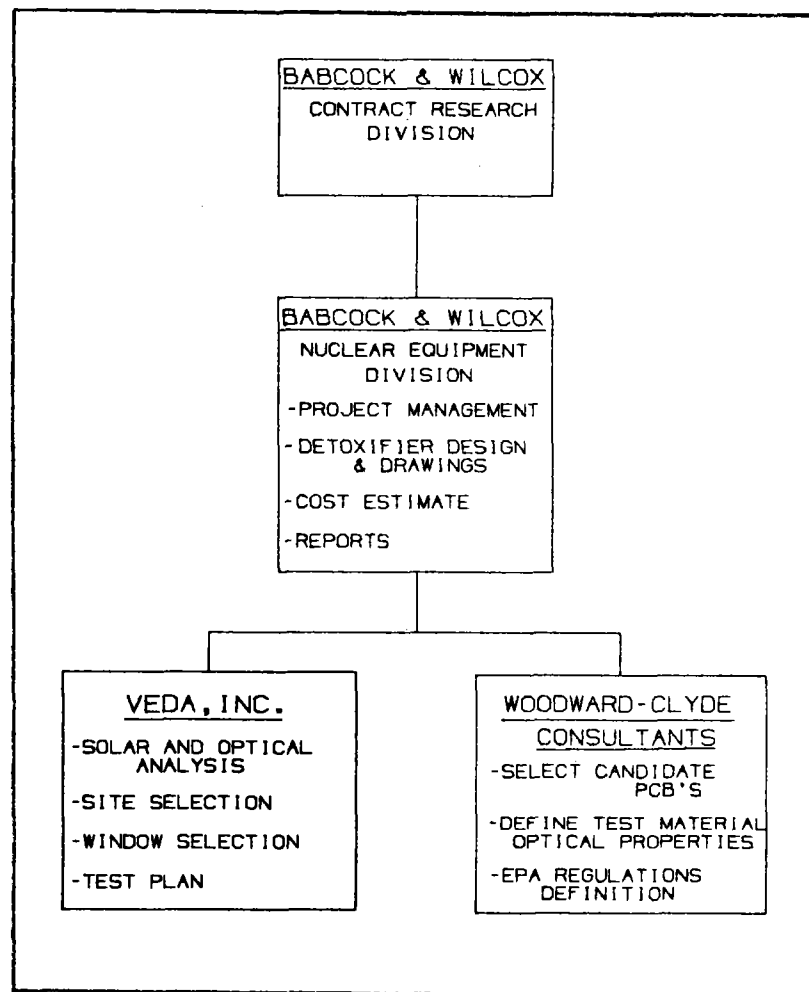 BABCOCK & WILCOX
CONTRACT RESEARCH
DIVISION
BABCOCK & WILCOX
NUCLEAR EQUIPMENT
DIVISION
-PROJECT MANAGEMENT
-DETOXIFIER DESIGN
& DRAWINGS
-COST ESTIMATE
-REPORTS
VEDA, INC.
-SOLAR AND OPTICAL
ANALYSIS
-SITE SELECTION
-WINDOW SELECTION
-TEST PLAN
WOODWARD-CLYDE
CONSULTANTS
-SELECT CANDIDATE
PCB'S
-DEFINE TEST MATERIAL
OPTICAL PROPERTIES
-EPA REGULATIONS
DEFINITION